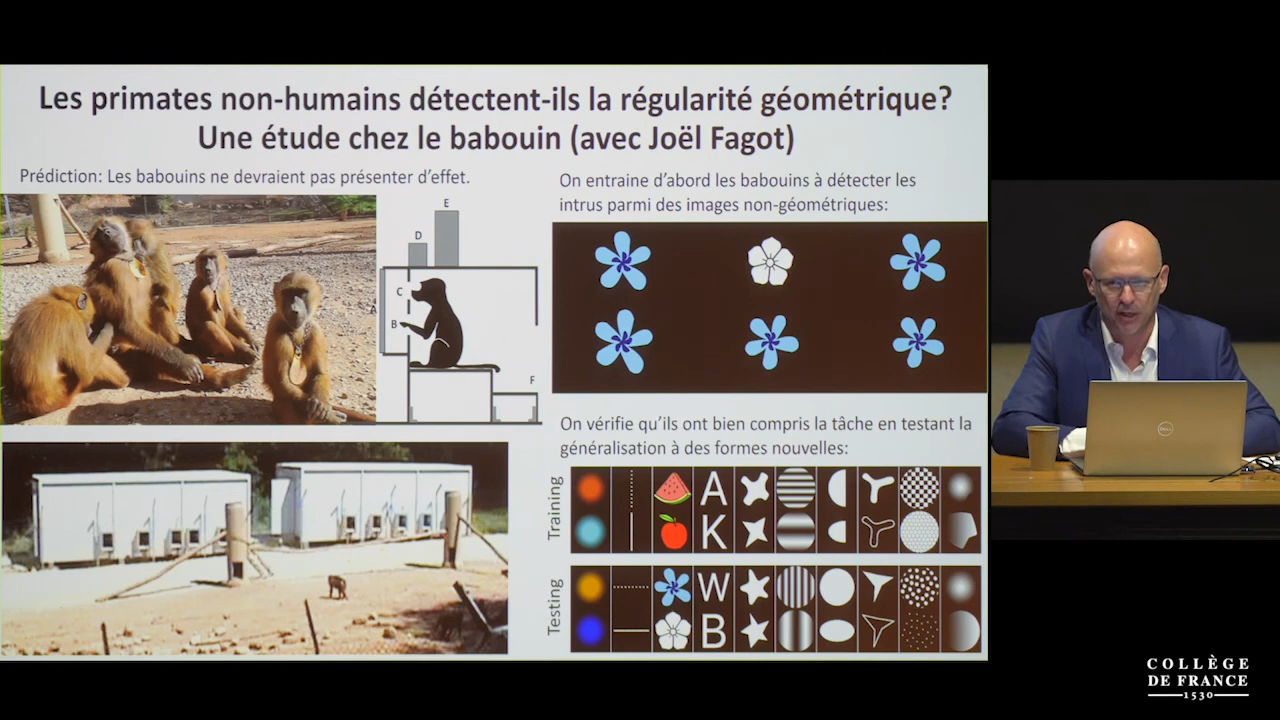 Les primates non-humains détectent-ils la régularité géométrique?
Une étude chez le babouin (avec Joël Fagot)
Prédiction: Les babouins ne devraient pas présenter d'effet.
E
D
C
A
B
F
On entraine d'abord les babouins à détecter les
intrus parmi des images non-géométriques:
On vérifie qu'ils ont bien compris la tâche en testant la
généralisation à des formes nouvelles:
Training
A
K
Testing
W
B
DELL
COLLÈGE
DE FRANCE
1530